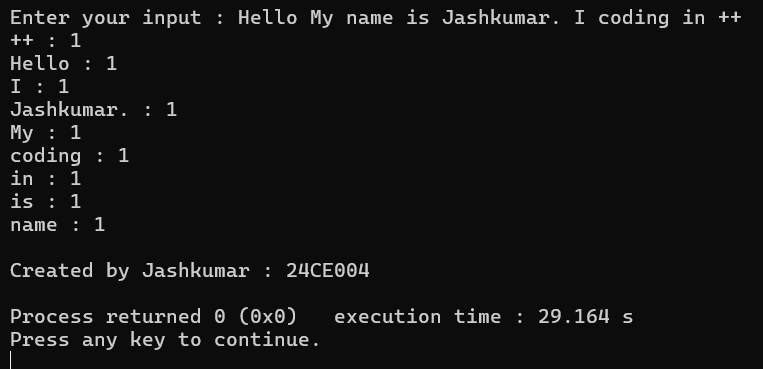 Enter your input : Hello My name is Jashkumar. I coding in ++
++ : 1
Hello : 1
I : 1
Jashkumar. : 1
My : 1
coding : 1
in : 1
is : 1
name : 1
Created by Jashkumar : 24CE004
Process returned 0 (0x0)   execution time : 29.164 s
Press any key to continue.